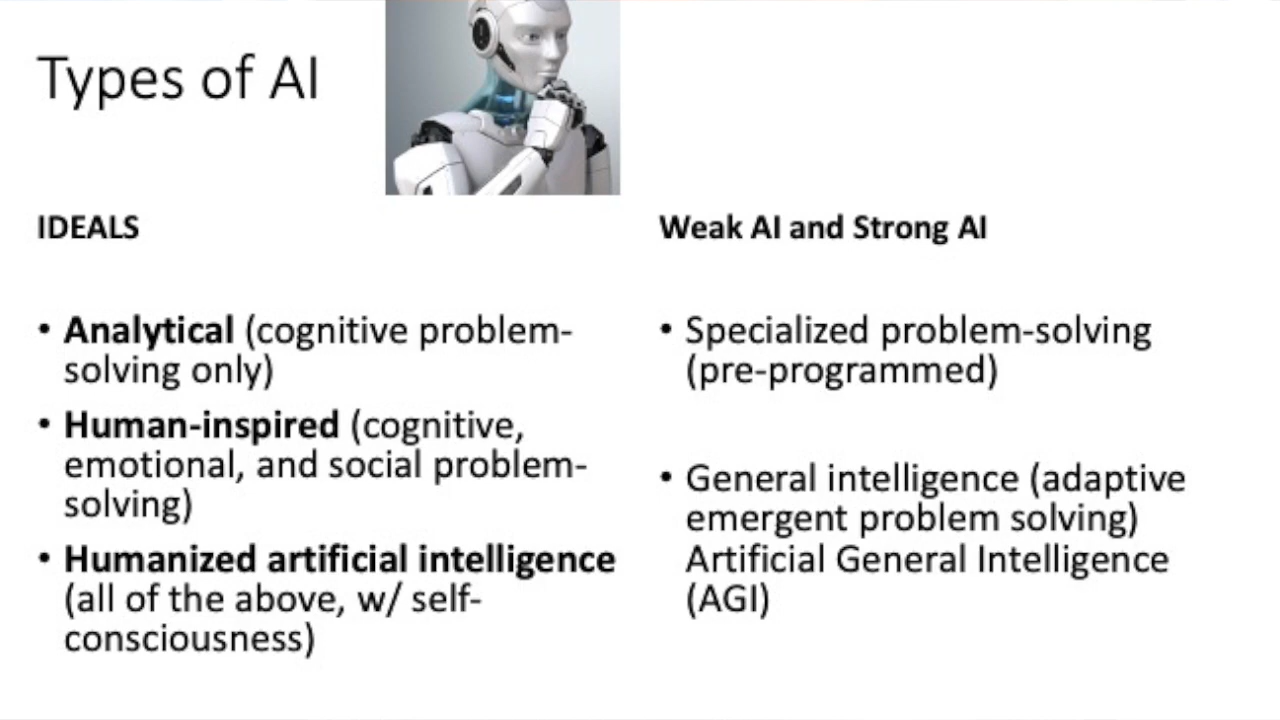 Types of AI
IDEALS
• Analytical (cognitive problem-
solving only)
• Human-inspired (cognitive,
emotional, and social problem-
solving)
• Humanized artificial intelligence
(all of the above, w/ self-
consciousness)
Weak AI and Strong AI
• Specialized problem-solving
(pre-programmed)
• General intelligence (adaptive
emergent problem solving)
Artificial General Intelligence
(AGI)